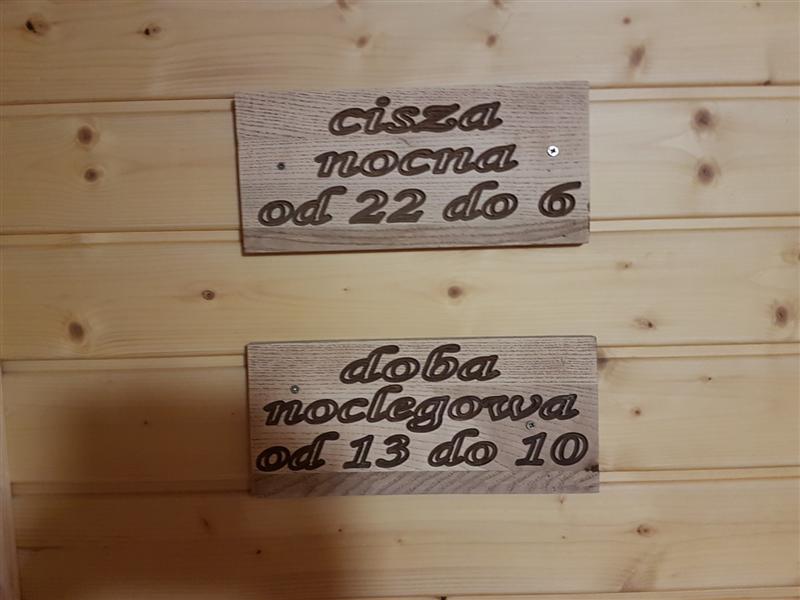 cisza
nocna
od 22 do 6
doba
noclegowa
od 13 do 10